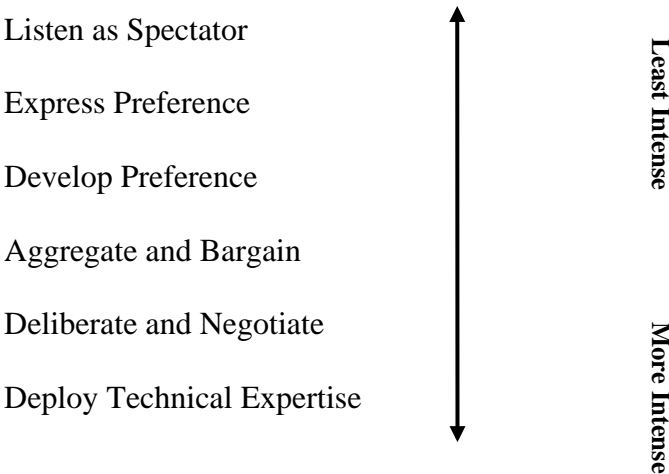 Listen as Spectator
Express Preference
Develop Preference
Aggregate and Bargain
Deliberate and Negotiate
Deploy Technical Expertise
Least Intense
More Intense